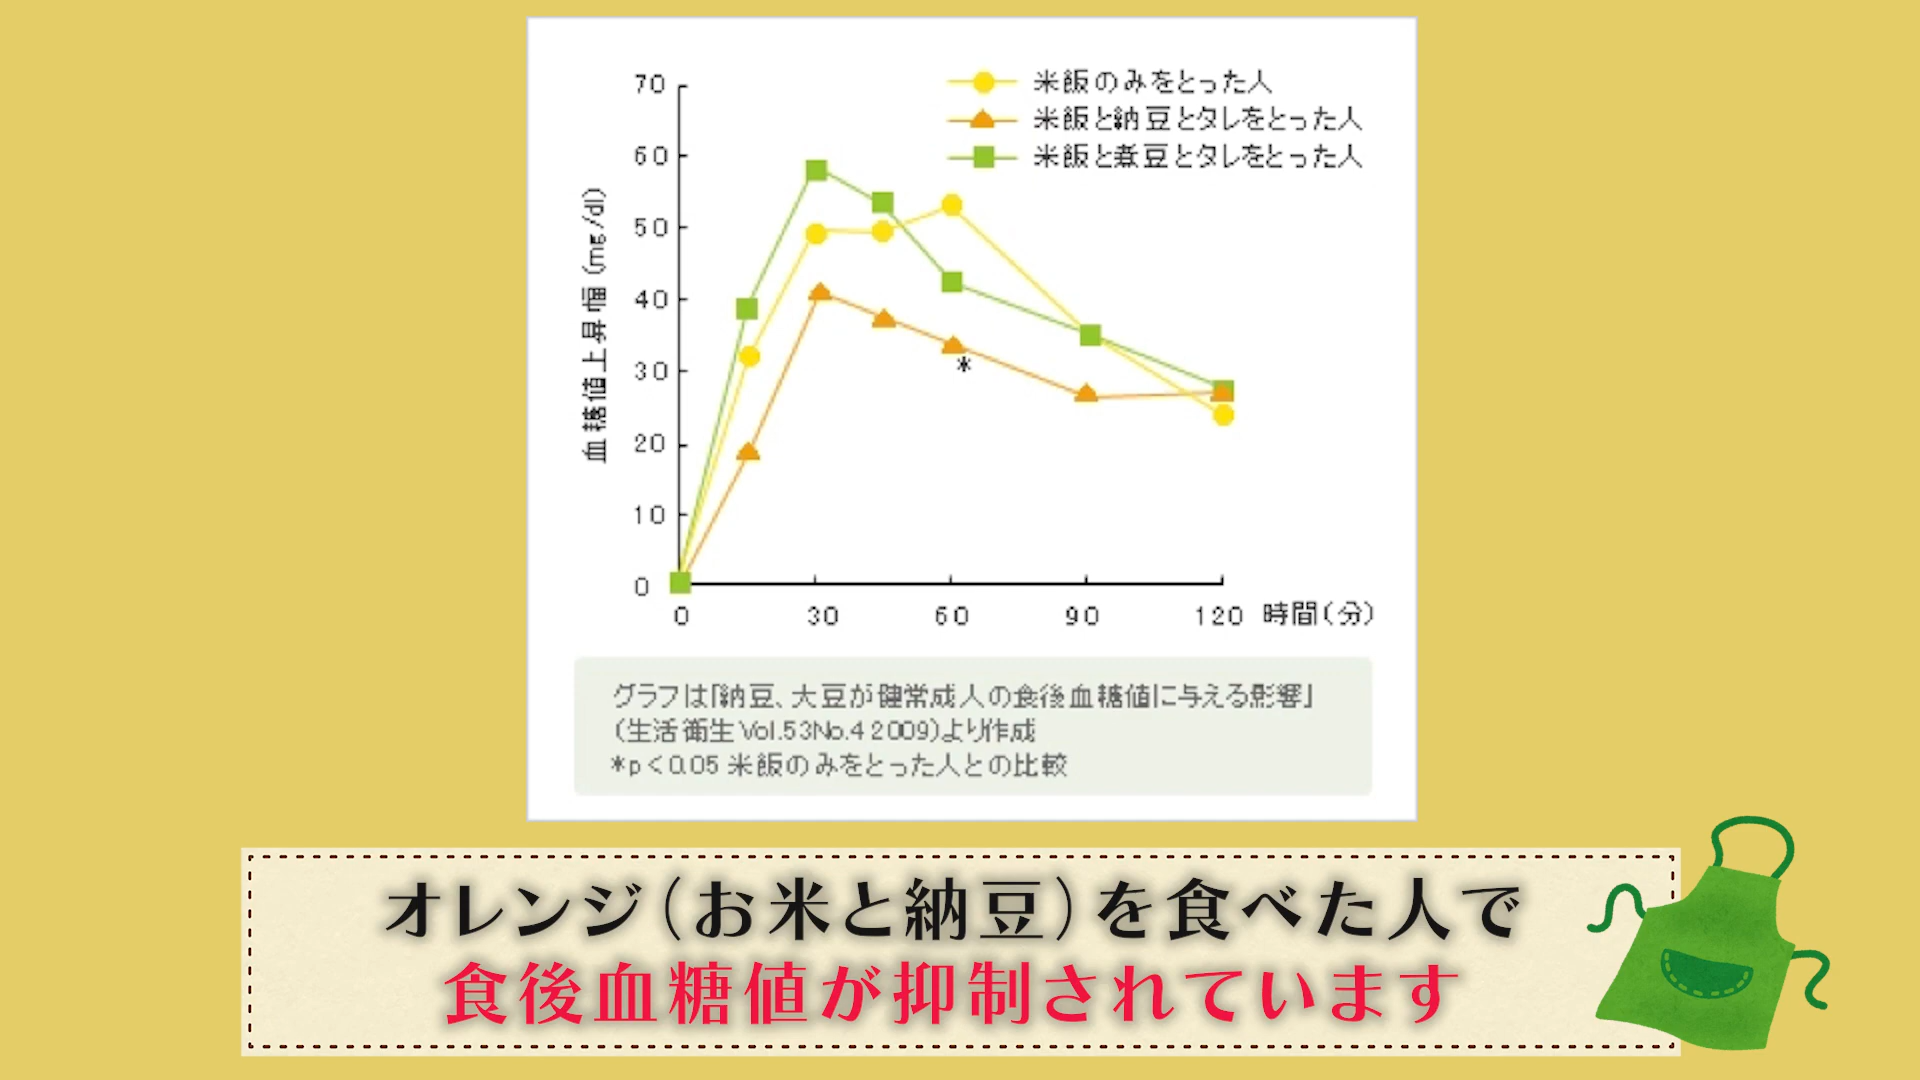 70
60
50
40
30
20
10
0
血糖値上昇幅(mg/dl)
米飯のみをとった人
米飯と納豆とタレをとった人
米飯と煮豆とタレをとった人
*
0 30 60 90 120 時間(分)
グラフは「納豆、大豆が健常成人の食後血糖値に与える影響」
(生活衛生Vol.53No.4 2009)より作成
*p<0.05 米飯のみをとった人との比較
オレンジ(お米と納豆)を食べた人で
食後血糖値が抑制されています